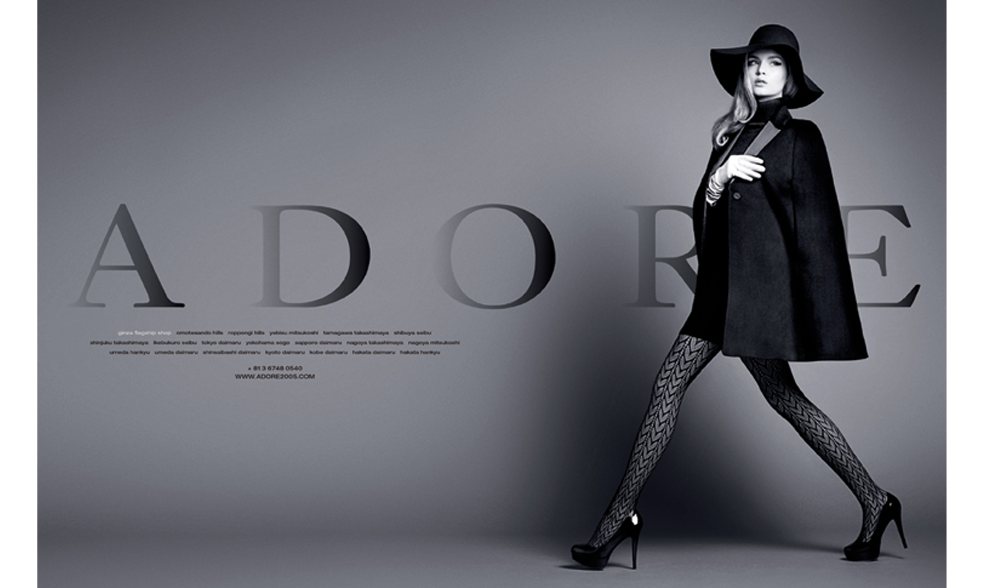 ADORE
ginza flagship shop omotesando hills roppongi hills yebisu mitsukoshi tamagawa takashimaya shibuya seibu
shinjuku takashimaya ikebukuro seibu tokyo daimaru yokohama sogo sapporo daimaru nagoya takashimaya nagoya mitsukoshi
umeda hankyu umeda daimaru shinsaibashi daimaru kyoto daimaru kobe daimaru hakata daimaru hakata hankyu
+ 81 3 6748 0540
WWW.ADORE2005.COM